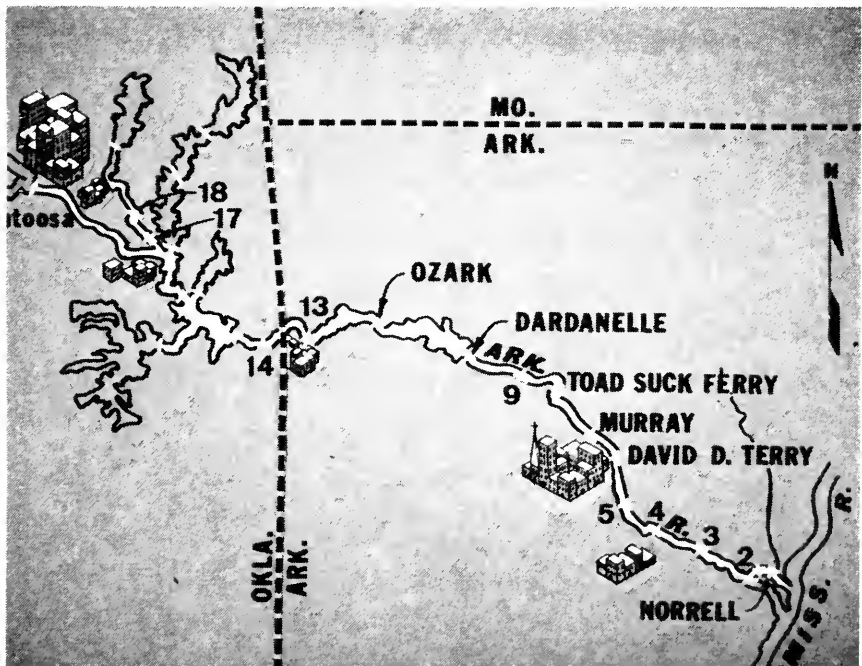 MO.
ARK.
N
18
17
toosa
OZARK
13
DARDANELLE
14
ARK.
9
TOAD SUCK FERRY
MURRAY
DAVID D. TERRY
5
4
R.
3
2
NORRELL
OKLA.
ARK.
MISS. R.